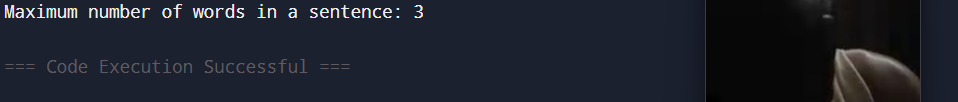 Maximum number of words in a sentence: 3
=== Code Execution Successful ===